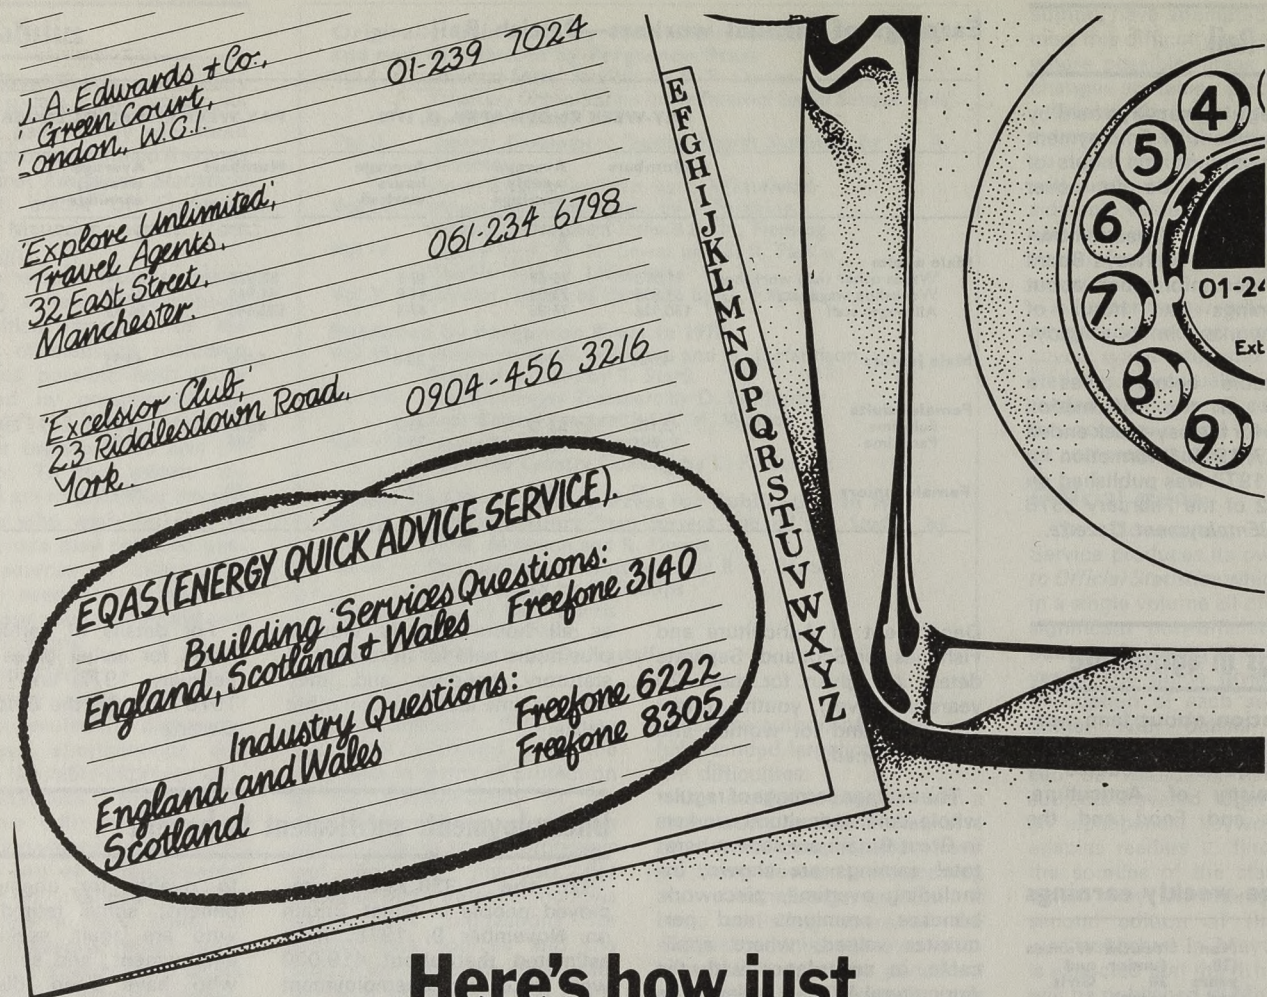 J. A. Edwards & Co.,
1 Green Court,
London, W.C.1.
01-239 7024
'Explore Unlimited,'
Travel Agents,
32 East Street,
Manchester.
061-234 6798
'Excelsior Club,'
23 Riddlesdown Road,
York.
0904-456 3216
EQAS (ENERGY QUICK ADVICE SERVICE).
Building Services Questions:
England, Scotland & Wales Freefone 3140
Industry Questions:
England and Wales Freefone 6222
Scotland Freefone 8305
E
F
G
H
I
J
K
L
M
N
O
P
Q
R
S
T
U
V
W
X
Y
Z
4
5
6
7
8
9
01-24
Ext
Here's how just